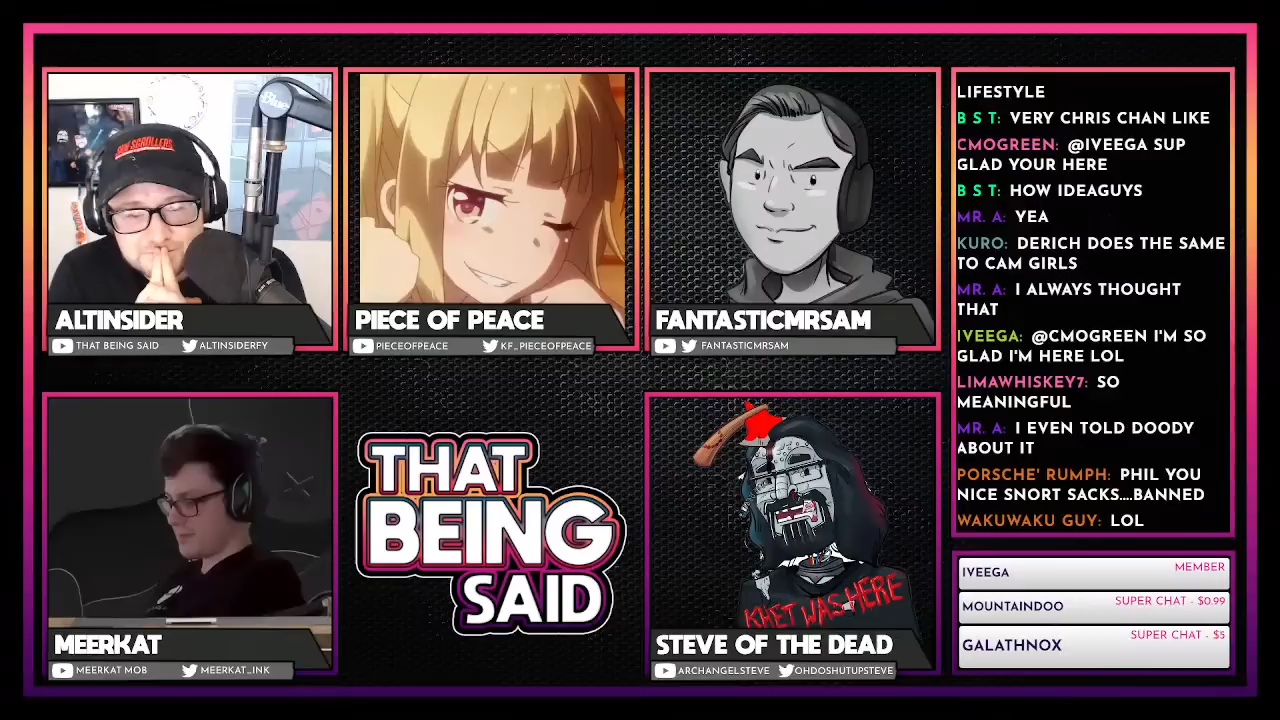 DOOM SCROLLERS
Blue
ALTINSIDER
THAT BEING SAID
ALTINSIDERFY
PIECE OF PEACE
PIECEOFPEACE
KF_PIECEOFPEACE
FANTASTICMRSAM
FANTASTICMRSAM
MEERKAT
MEERKAT MOB
MEERKAT_INK
THAT
BEING
SAID
KHET WAS HERE
STEVE OF THE DEAD
ARCHANGELSTEVE
OHDOSHUTUPSTEVE
LIFESTYLE
B S T: VERY CHRIS CHAN LIKE
CMOGREEN: @IVEEGA SUP
GLAD YOUR HERE
B S T: HOW IDEAGUYS
MR. A: YEA
KURO: DERICH DOES THE SAME
TO CAM GIRLS
MR. A: I ALWAYS THOUGHT
THAT
IVEEGA: @CMOGREEN I'M SO
GLAD I'M HERE LOL
LIMAWHISKEY7: SO
MEANINGFUL
MR. A: I EVEN TOLD DOODY
ABOUT IT
PORSCHE' RUMPH: PHIL YOU
NICE SNORT SACKS....BANNED
WAKUWAKU GUY: LOL
IVEEGA
MEMBER
MOUNTAINDOO
SUPER CHAT - $0.99
GALATHNOX
SUPER CHAT - $5